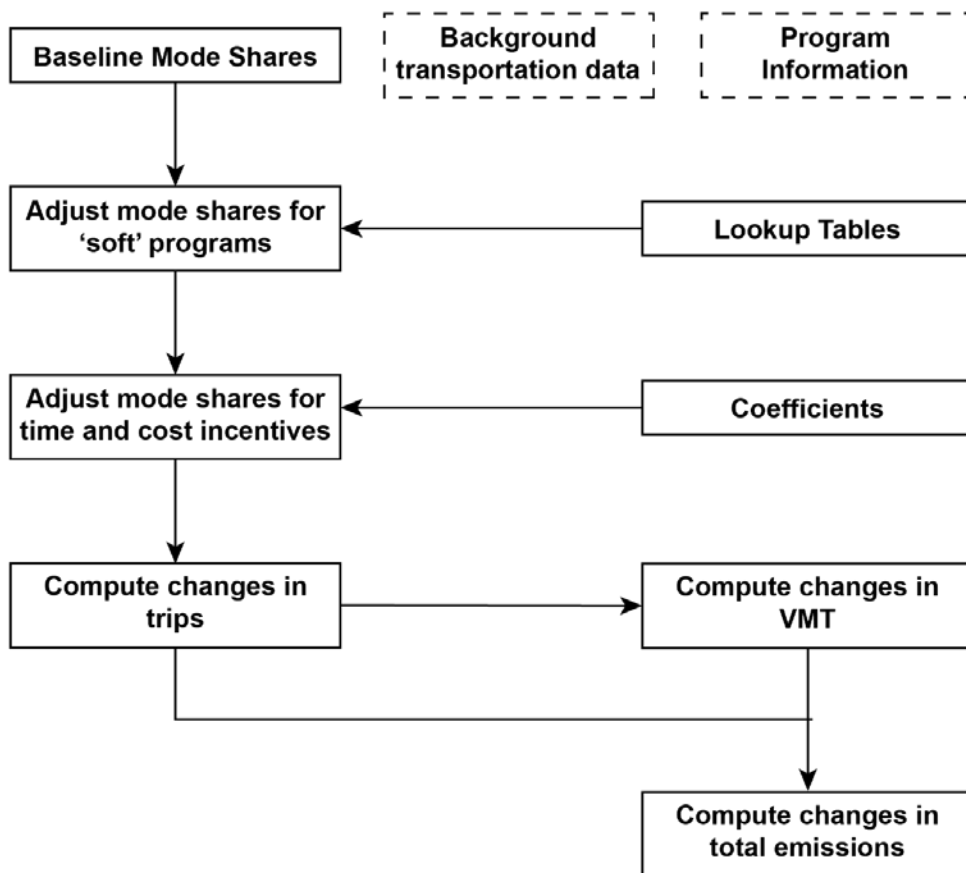 Baseline Mode Shares
Background
transportation data
Program
Information
Adjust mode shares for
‘soft’ programs
Lookup Tables
Adjust mode shares for
time and cost incentives
Coefficients
Compute changes in
trips
Compute changes in
VMT
Compute changes in
total emissions